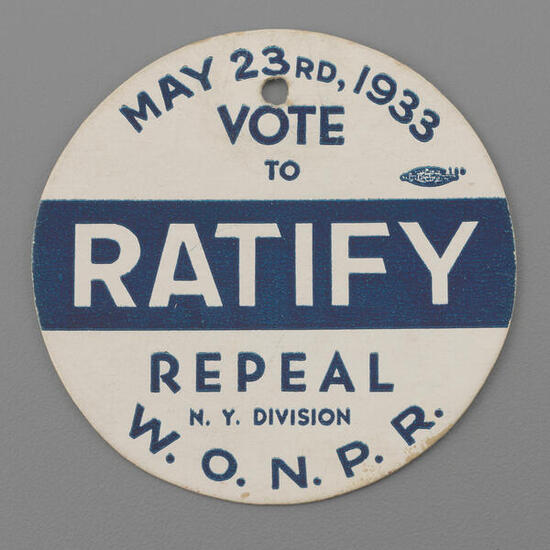 MAY 23RD, 1933
VOTE
TO
RATIFY
REPEAL
N. Y. DIVISION
W. O. N. P. R.